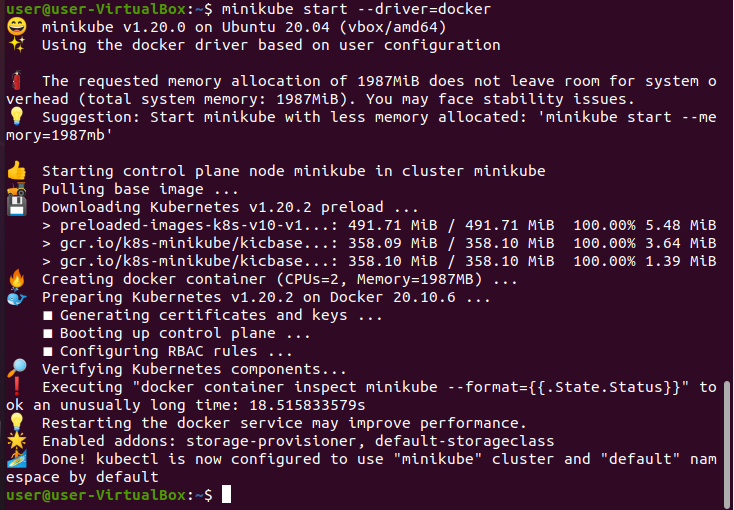 user@user-VirtualBox:~$ minikube start --driver=docker
😄  minikube v1.20.0 on Ubuntu 20.04 (vbox/amd64)
✨  Using the docker driver based on user configuration
🧯  The requested memory allocation of 1987MiB does not leave room for system o
verhead (total system memory: 1987MiB). You may face stability issues.
💡  Suggestion: Start minikube with less memory allocated: 'minikube start --me
mory=1987mb'
👍  Starting control plane node minikube in cluster minikube
🚜  Pulling base image ...
💾  Downloading Kubernetes v1.20.2 preload ...
    > preloaded-images-k8s-v10-v1...: 491.71 MiB / 491.71 MiB  100.00% 5.48 MiB
    > gcr.io/k8s-minikube/kicbase...: 358.09 MiB / 358.10 MiB  100.00% 3.64 MiB
    > gcr.io/k8s-minikube/kicbase...: 358.10 MiB / 358.10 MiB  100.00% 1.39 MiB
🔥  Creating docker container (CPUs=2, Memory=1987MB) ...
🐳  Preparing Kubernetes v1.20.2 on Docker 20.10.6 ...
    ▪ Generating certificates and keys ...
    ▪ Booting up control plane ...
    ▪ Configuring RBAC rules ...
🔎  Verifying Kubernetes components...
❗  Executing "docker container inspect minikube --format={{.State.Status}}" to
ok an unusually long time: 18.515833579s
💡  Restarting the docker service may improve performance.
🌟  Enabled addons: storage-provisioner, default-storageclass
🏄  Done! kubectl is now configured to use "minikube" cluster and "default" nam
espace by default
user@user-VirtualBox:~$